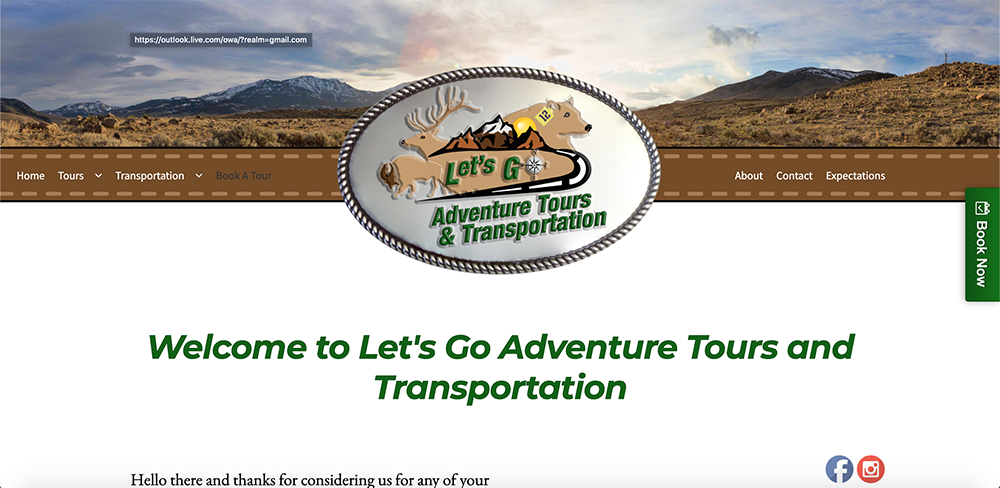 https://outlook.live.com/owa/?realm=gmail.com
12
Let's G
Adventure Tours
& Transportation
Home Tours Transportation Book A Tour About Contact Expectations
Book Now
Welcome to Let's Go Adventure Tours and
Transportation
Hello there and thanks for considering us for any of your